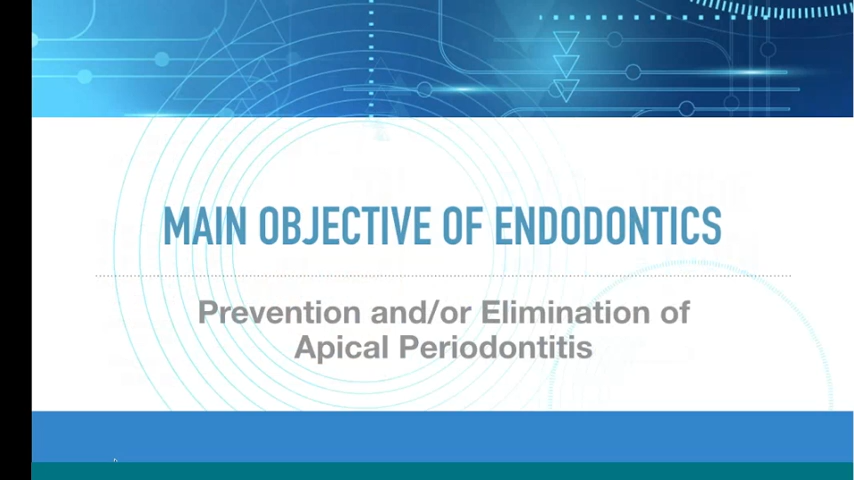 MAIN OBJECTIVE OF ENDODONTICS
Prevention and/or Elimination of
Apical Periodontitis